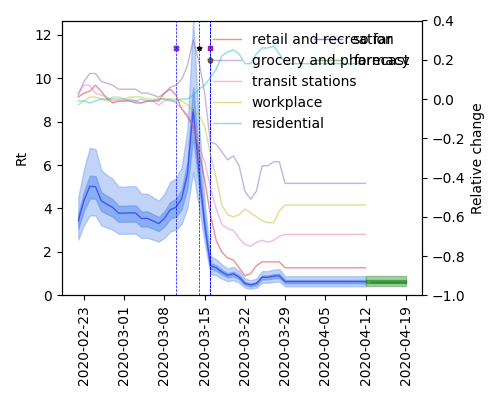 retail and recreation
grocery and pharmacy
transit stations
workplace
residential
so far
forecast
Rt
12
10
8
6
4
2
0
0.4
0.2
0.0
−0.2
−0.4
−0.6
−0.8
−1.0
Relative change
2020-02-23
2020-03-01
2020-03-08
2020-03-15
2020-03-22
2020-03-29
2020-04-05
2020-04-12
2020-04-19